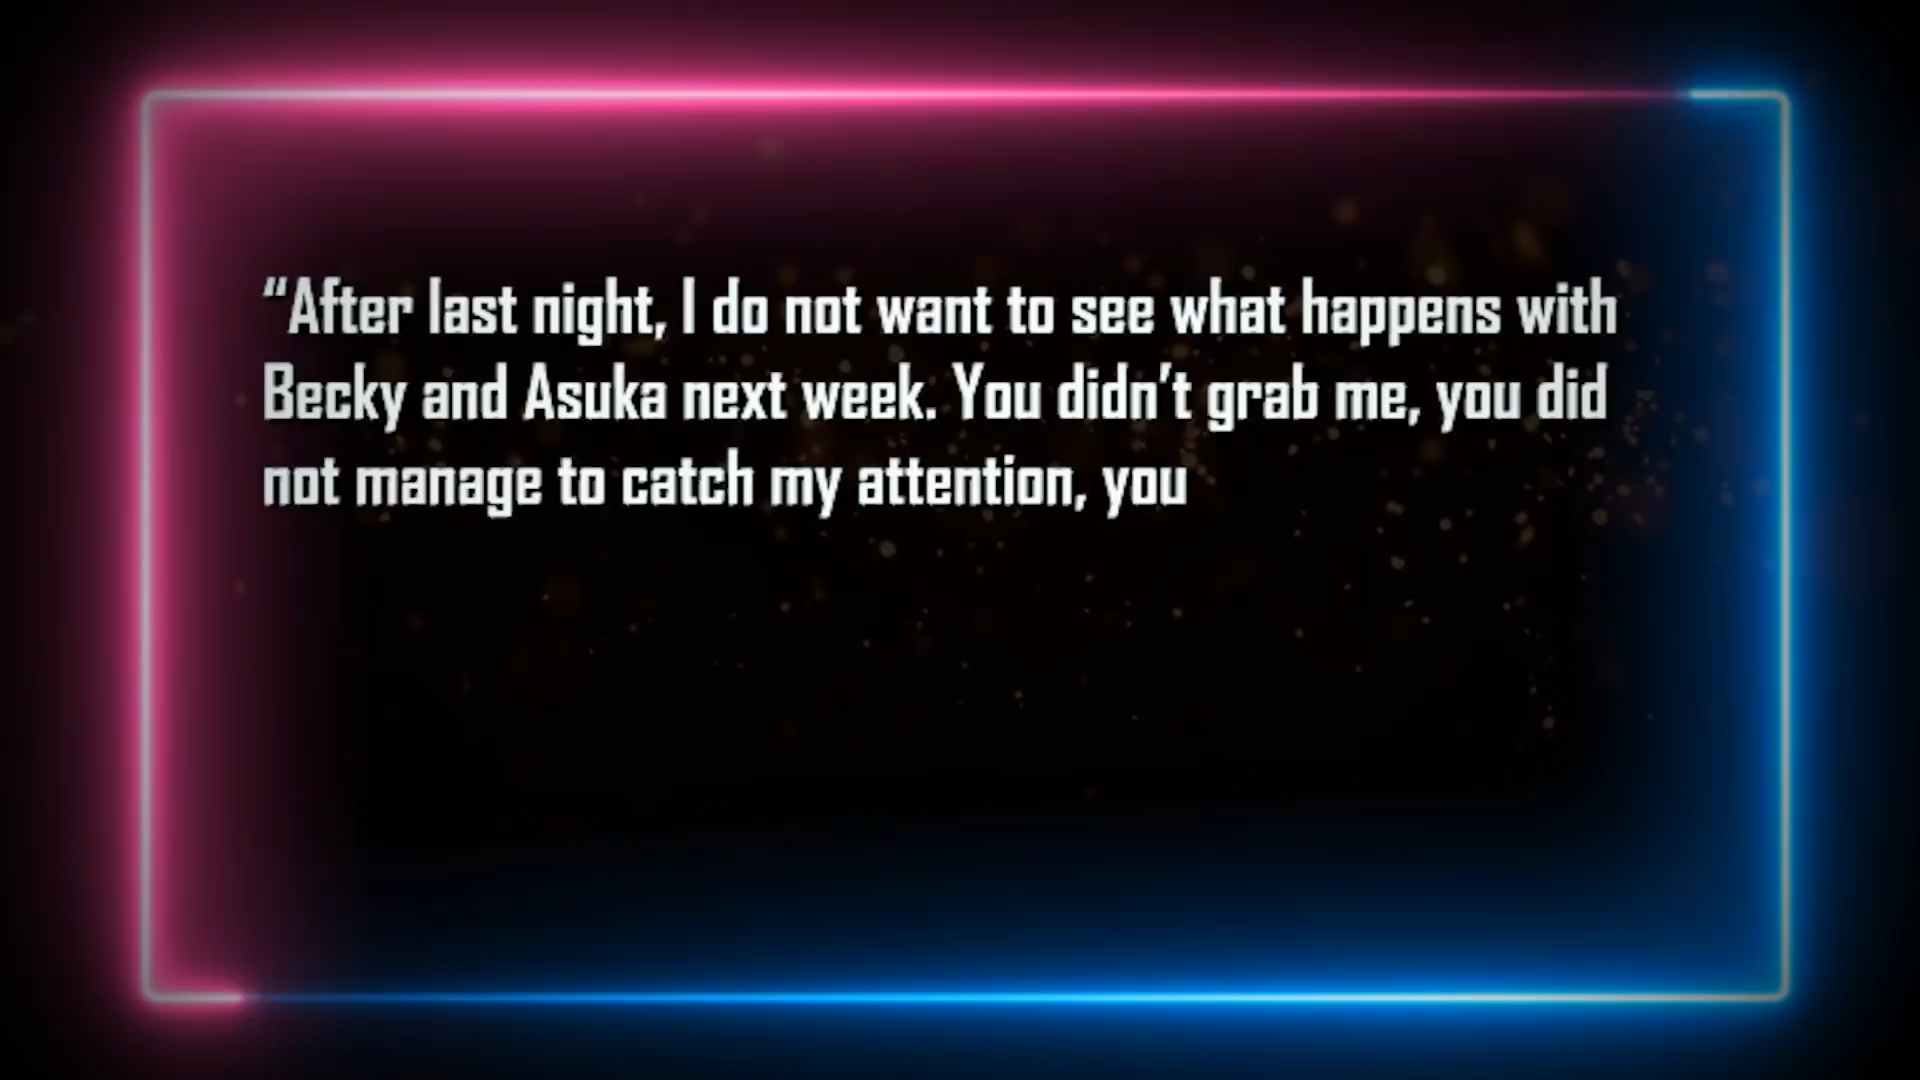 “After last night, I do not want to see what happens with
Becky and Asuka next week. You didn’t grab me, you did
not manage to catch my attention, you